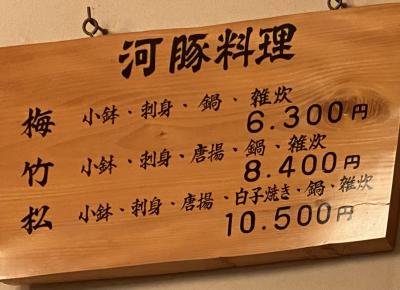 河豚料理
梅 小鉢、刺身、鍋、雑炊
6.300円
竹 小鉢、刺身、唐揚、鍋、雑炊
8.400円
松 小鉢、刺身、唐揚、白子焼き、鍋、雑炊
10.500円